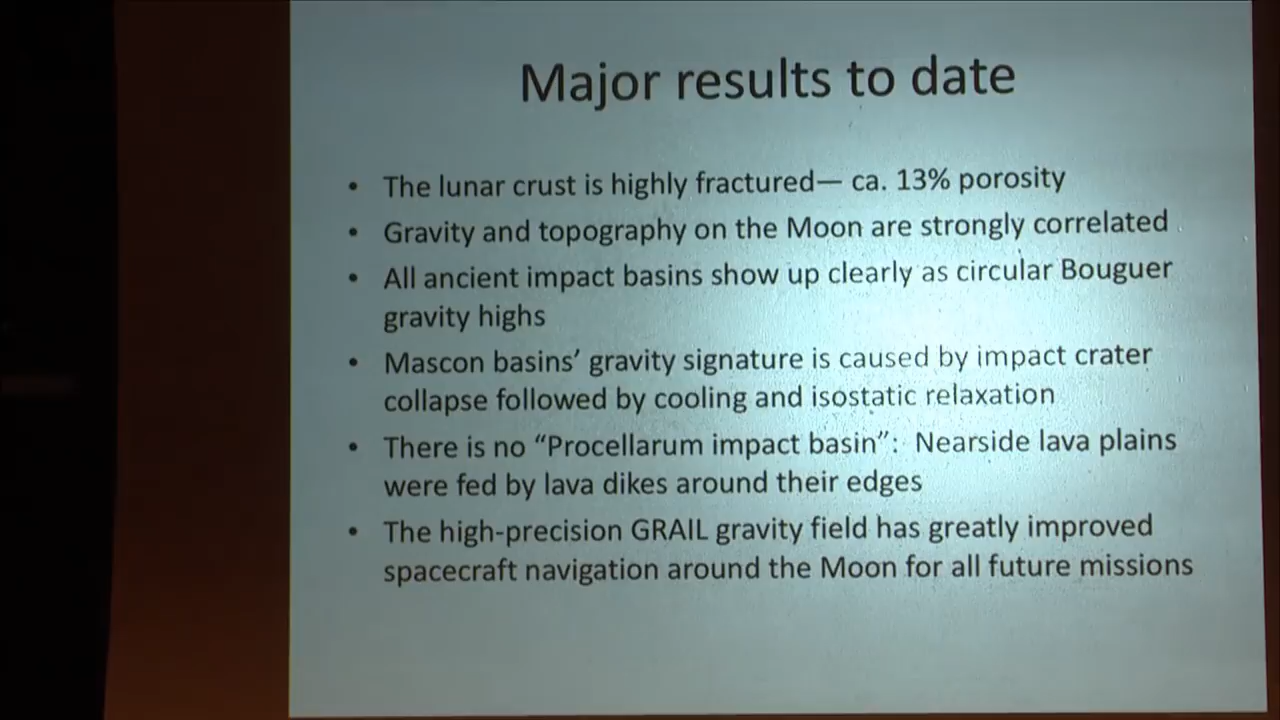 Major results to date
• The lunar crust is highly fractured— ca. 13% porosity
• Gravity and topography on the Moon are strongly correlated
• All ancient impact basins show up clearly as circular Bouguer
gravity highs
• Mascon basins’ gravity signature is caused by impact crater
collapse followed by cooling and isostatic relaxation
• There is no “Procellarum impact basin”: Nearside lava plains
were fed by lava dikes around their edges
• The high-precision GRAIL gravity field has greatly improved
spacecraft navigation around the Moon for all future missions